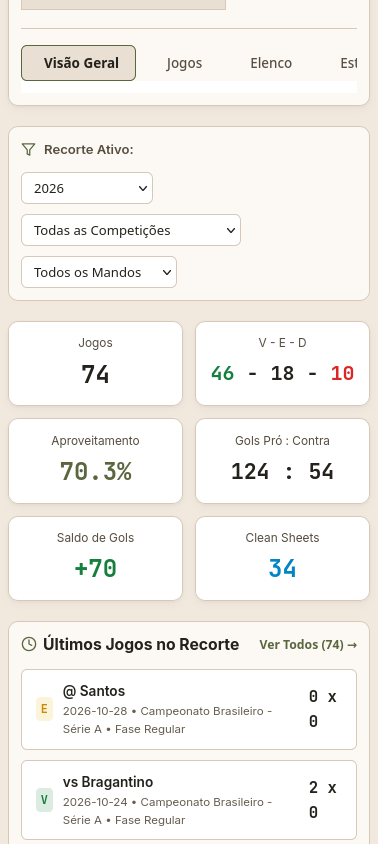 Visão Geral Jogos Elenco Est
Recorte Ativo:
2026
Todas as Competições
Todos os Mandos
Jogos
74
V - E - D
46 - 18 - 10
Aproveitamento
70.3%
Gols Pró : Contra
124 : 54
Saldo de Gols
+70
Clean Sheets
34
Últimos Jogos no Recorte
Ver Todos (74) →
E
@ Santos
2026-10-28 • Campeonato Brasileiro -
Série A • Fase Regular
0 x
0
V
vs Bragantino
2026-10-24 • Campeonato Brasileiro -
Série A • Fase Regular
2 x
0